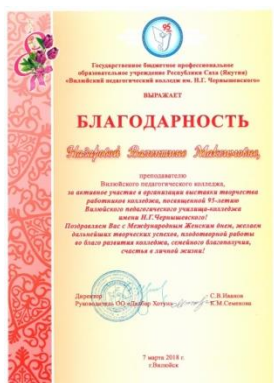 95
Государственное бюджетное профессиональное
образовательное учреждение Республики Саха (Якутия)
«Вилюйский педагогический колледж им. Н.Г. Чернышевского»
ВЫРАЖАЕТ
БЛАГОДАРНОСТЬ
преподавателю
Вилюйского педагогического колледжа,
за активное участие в организации выставки творчества
работников колледжа, посвященной 95-летию
Вилюйского педагогического училища-колледжа
имени Н.Г.Чернышевского!
Поздравляем Вас с Международным Женским днем, желаем
дальнейших творческих успехов, плодотворной работы
во благо развития колледжа, семейного благополучия,
счастья в личной жизни!
Директор С.В.Иванов
Руководитель ОО К.М.Семенова
7 марта 2018 г.
г.Вилюйск